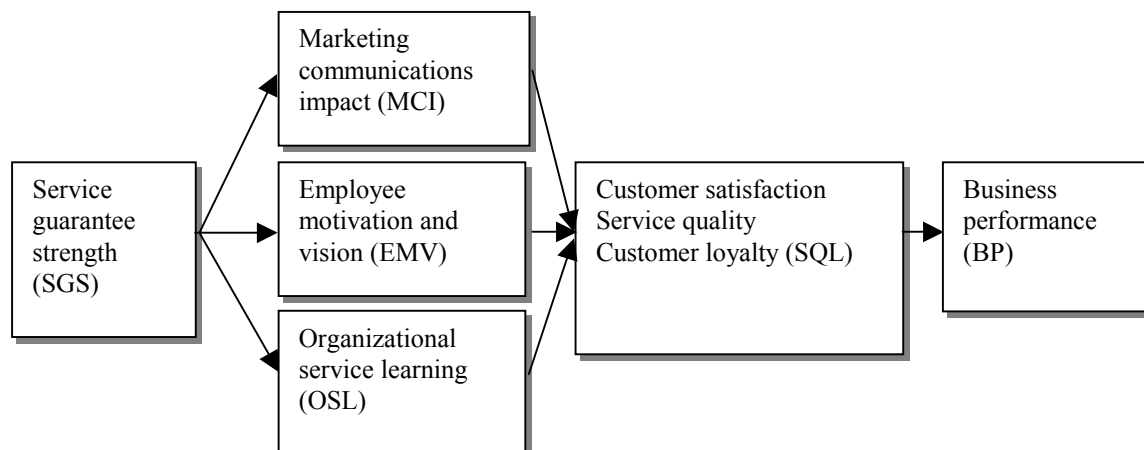 Marketing
communications
impact (MCI)
Service
guarantee
strength
(SGS)
Employee
motivation and
vision (EMV)
Organizational
service learning
(OSL)
Customer satisfaction
Service quality
Customer loyalty (SQL)
Business
performance
(BP)